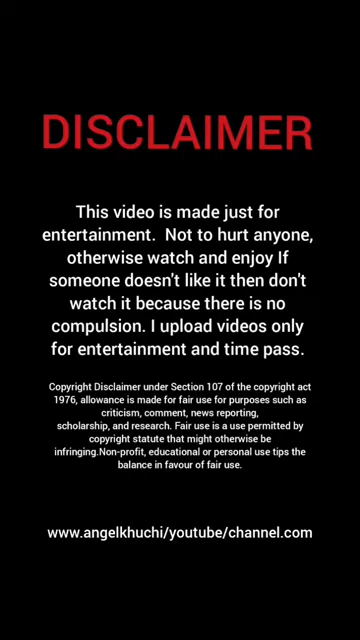 DISCLAIMER
This video is made just for
entertainment.  Not to hurt anyone,
otherwise watch and enjoy If
someone doesn't like it then don't
watch it because there is no
compulsion. I upload videos only
for entertainment and time pass.
Copyright Disclaimer under Section 107 of the copyright act
1976, allowance is made for fair use for purposes such as
criticism, comment, news reporting,
scholarship, and research. Fair use is a use permitted by
copyright statute that might otherwise be
infringing.Non-profit, educational or personal use tips the
balance in favour of fair use.
www.angelkhuchi/youtube/channel.com